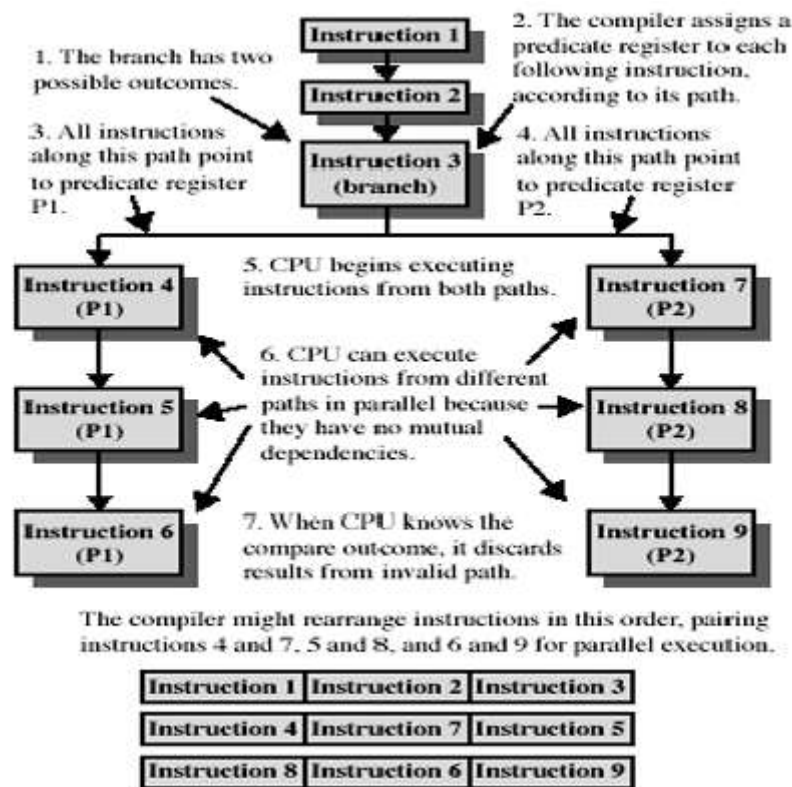 Instruction 1
1. The branch has two
possible outcomes.
2. The compiler assigns a
predicate register to each
following instruction,
according to its path.
Instruction 2
3. All instructions
along this path point
to predicate register
P1.
Instruction 3
(branch)
4. All instructions
along this path point
to predicate register
P2.
Instruction 4
(P1)
5. CPU begins executing
instructions from both paths.
Instruction 7
(P2)
6. CPU can execute
instructions from different
paths in parallel because
they have no mutual
dependencies.
Instruction 5
(P1)
Instruction 8
(P2)
Instruction 6
(P1)
7. When CPU knows the
compare outcome, it discards
results from invalid path.
Instruction 9
(P2)
The compiler might rearrange instructions in this order, pairing
instructions 4 and 7, 5 and 8, and 6 and 9 for parallel execution.
Instruction 1 Instruction 2 Instruction 3
Instruction 4 Instruction 7 Instruction 5
Instruction 8 Instruction 6 Instruction 9